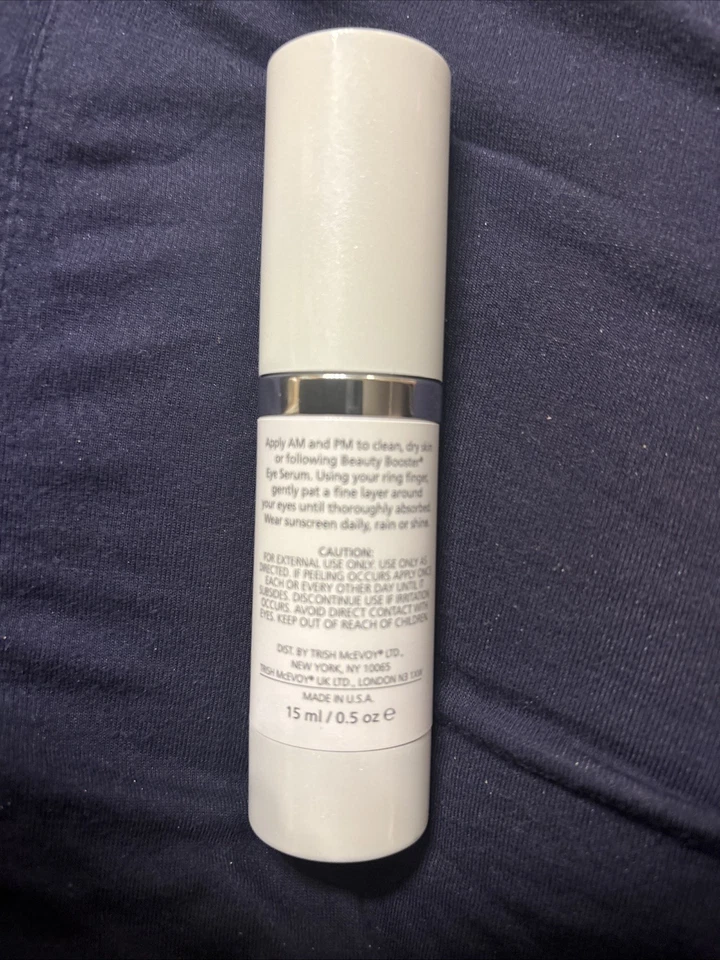 Apply AM and PM to clean, dry skin
or following Beauty Booster®
Eye Serum. Using your ring finger,
gently pat a fine layer around
your eyes until thoroughly absorbed.
Wear sunscreen daily, rain or shine.
CAUTION:
FOR EXTERNAL USE ONLY. USE ONLY AS
DIRECTED. IF PEELING OCCURS APPLY ONCE
EACH OR EVERY OTHER DAY UNTIL IT
SUBSIDES. DISCONTINUE USE IF IRRITATION
OCCURS. AVOID DIRECT CONTACT WITH
EYES. KEEP OUT OF REACH OF CHILDREN.
DIST. BY TRISH McEVOY® LTD.,
NEW YORK, NY 10065
TRISH McEVOY® UK LTD., LONDON N3 1XW
MADE IN U.S.A.
15 ml / 0.5 oz ℮